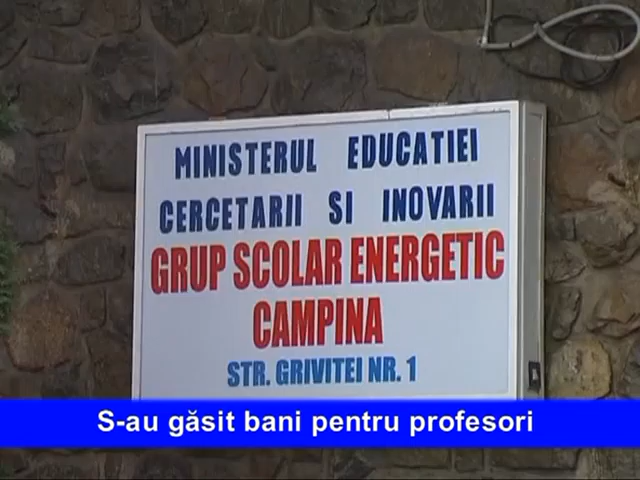 MINISTERUL EDUCATIEI
CERCETARII SI INOVARII
GRUP SCOLAR ENERGETIC
CAMPINA
STR. GRIVITEI NR. 1
S-au găsit bani pentru profesori